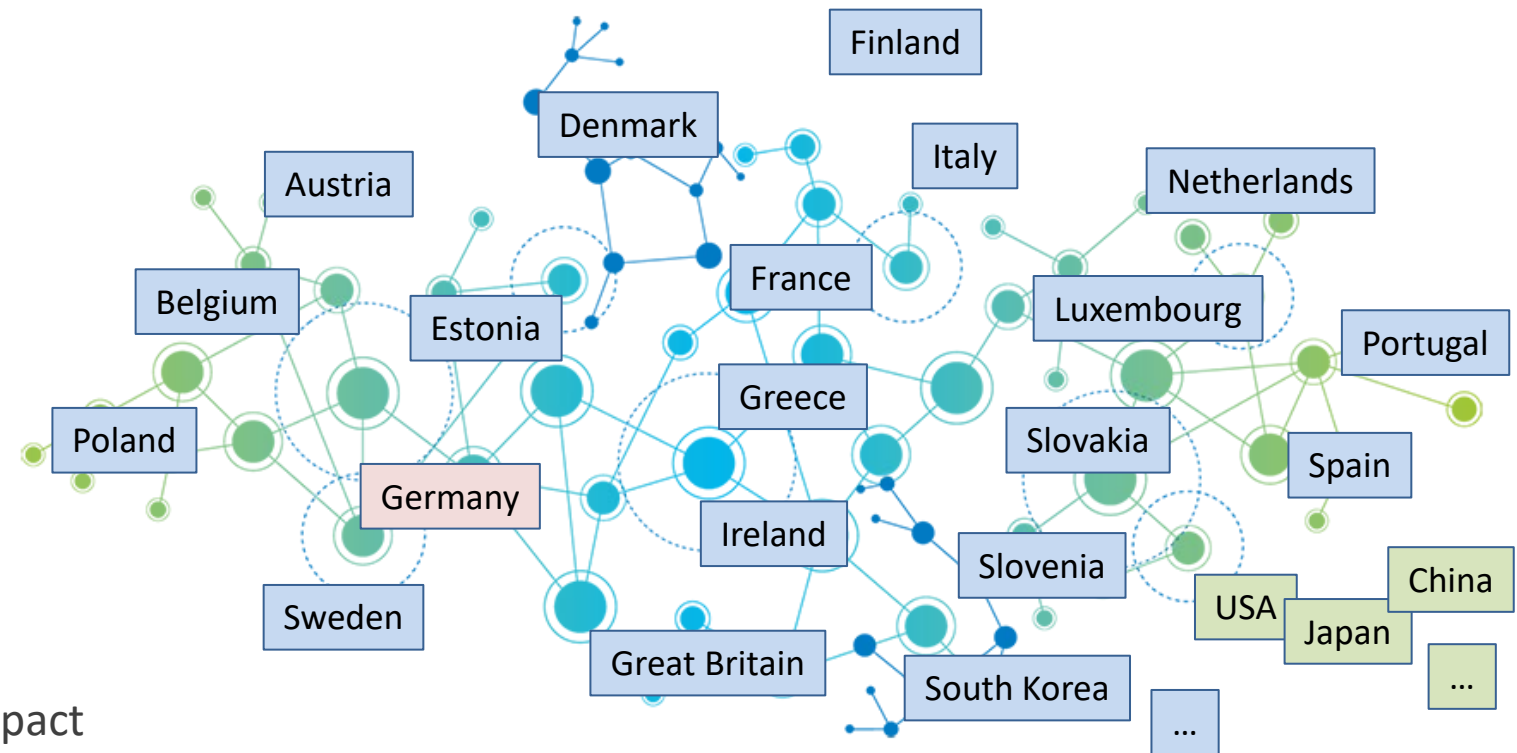 Finland
Denmark
Italy
Austria
Netherlands
France
Belgium
Luxembourg
Estonia
Portugal
Greece
Poland
Slovakia
Spain
Germany
Ireland
Slovenia
China
USA
Sweden
Japan
Great Britain
South Korea
...
...
pact